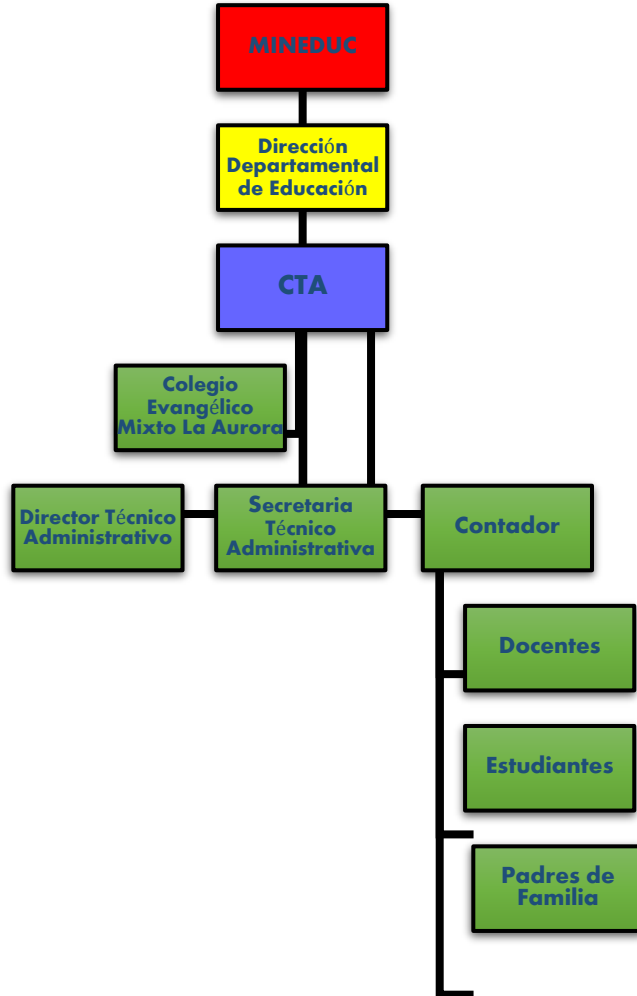 MINEDUC
Dirección
Departamental
de Educación
CTA
Colegio
Evangélico
Mixto La Aurora
Director Técnico
Administrativo
Secretaria
Técnico
Administrativa
Contador
Docentes
Estudiantes
Padres de
Familia